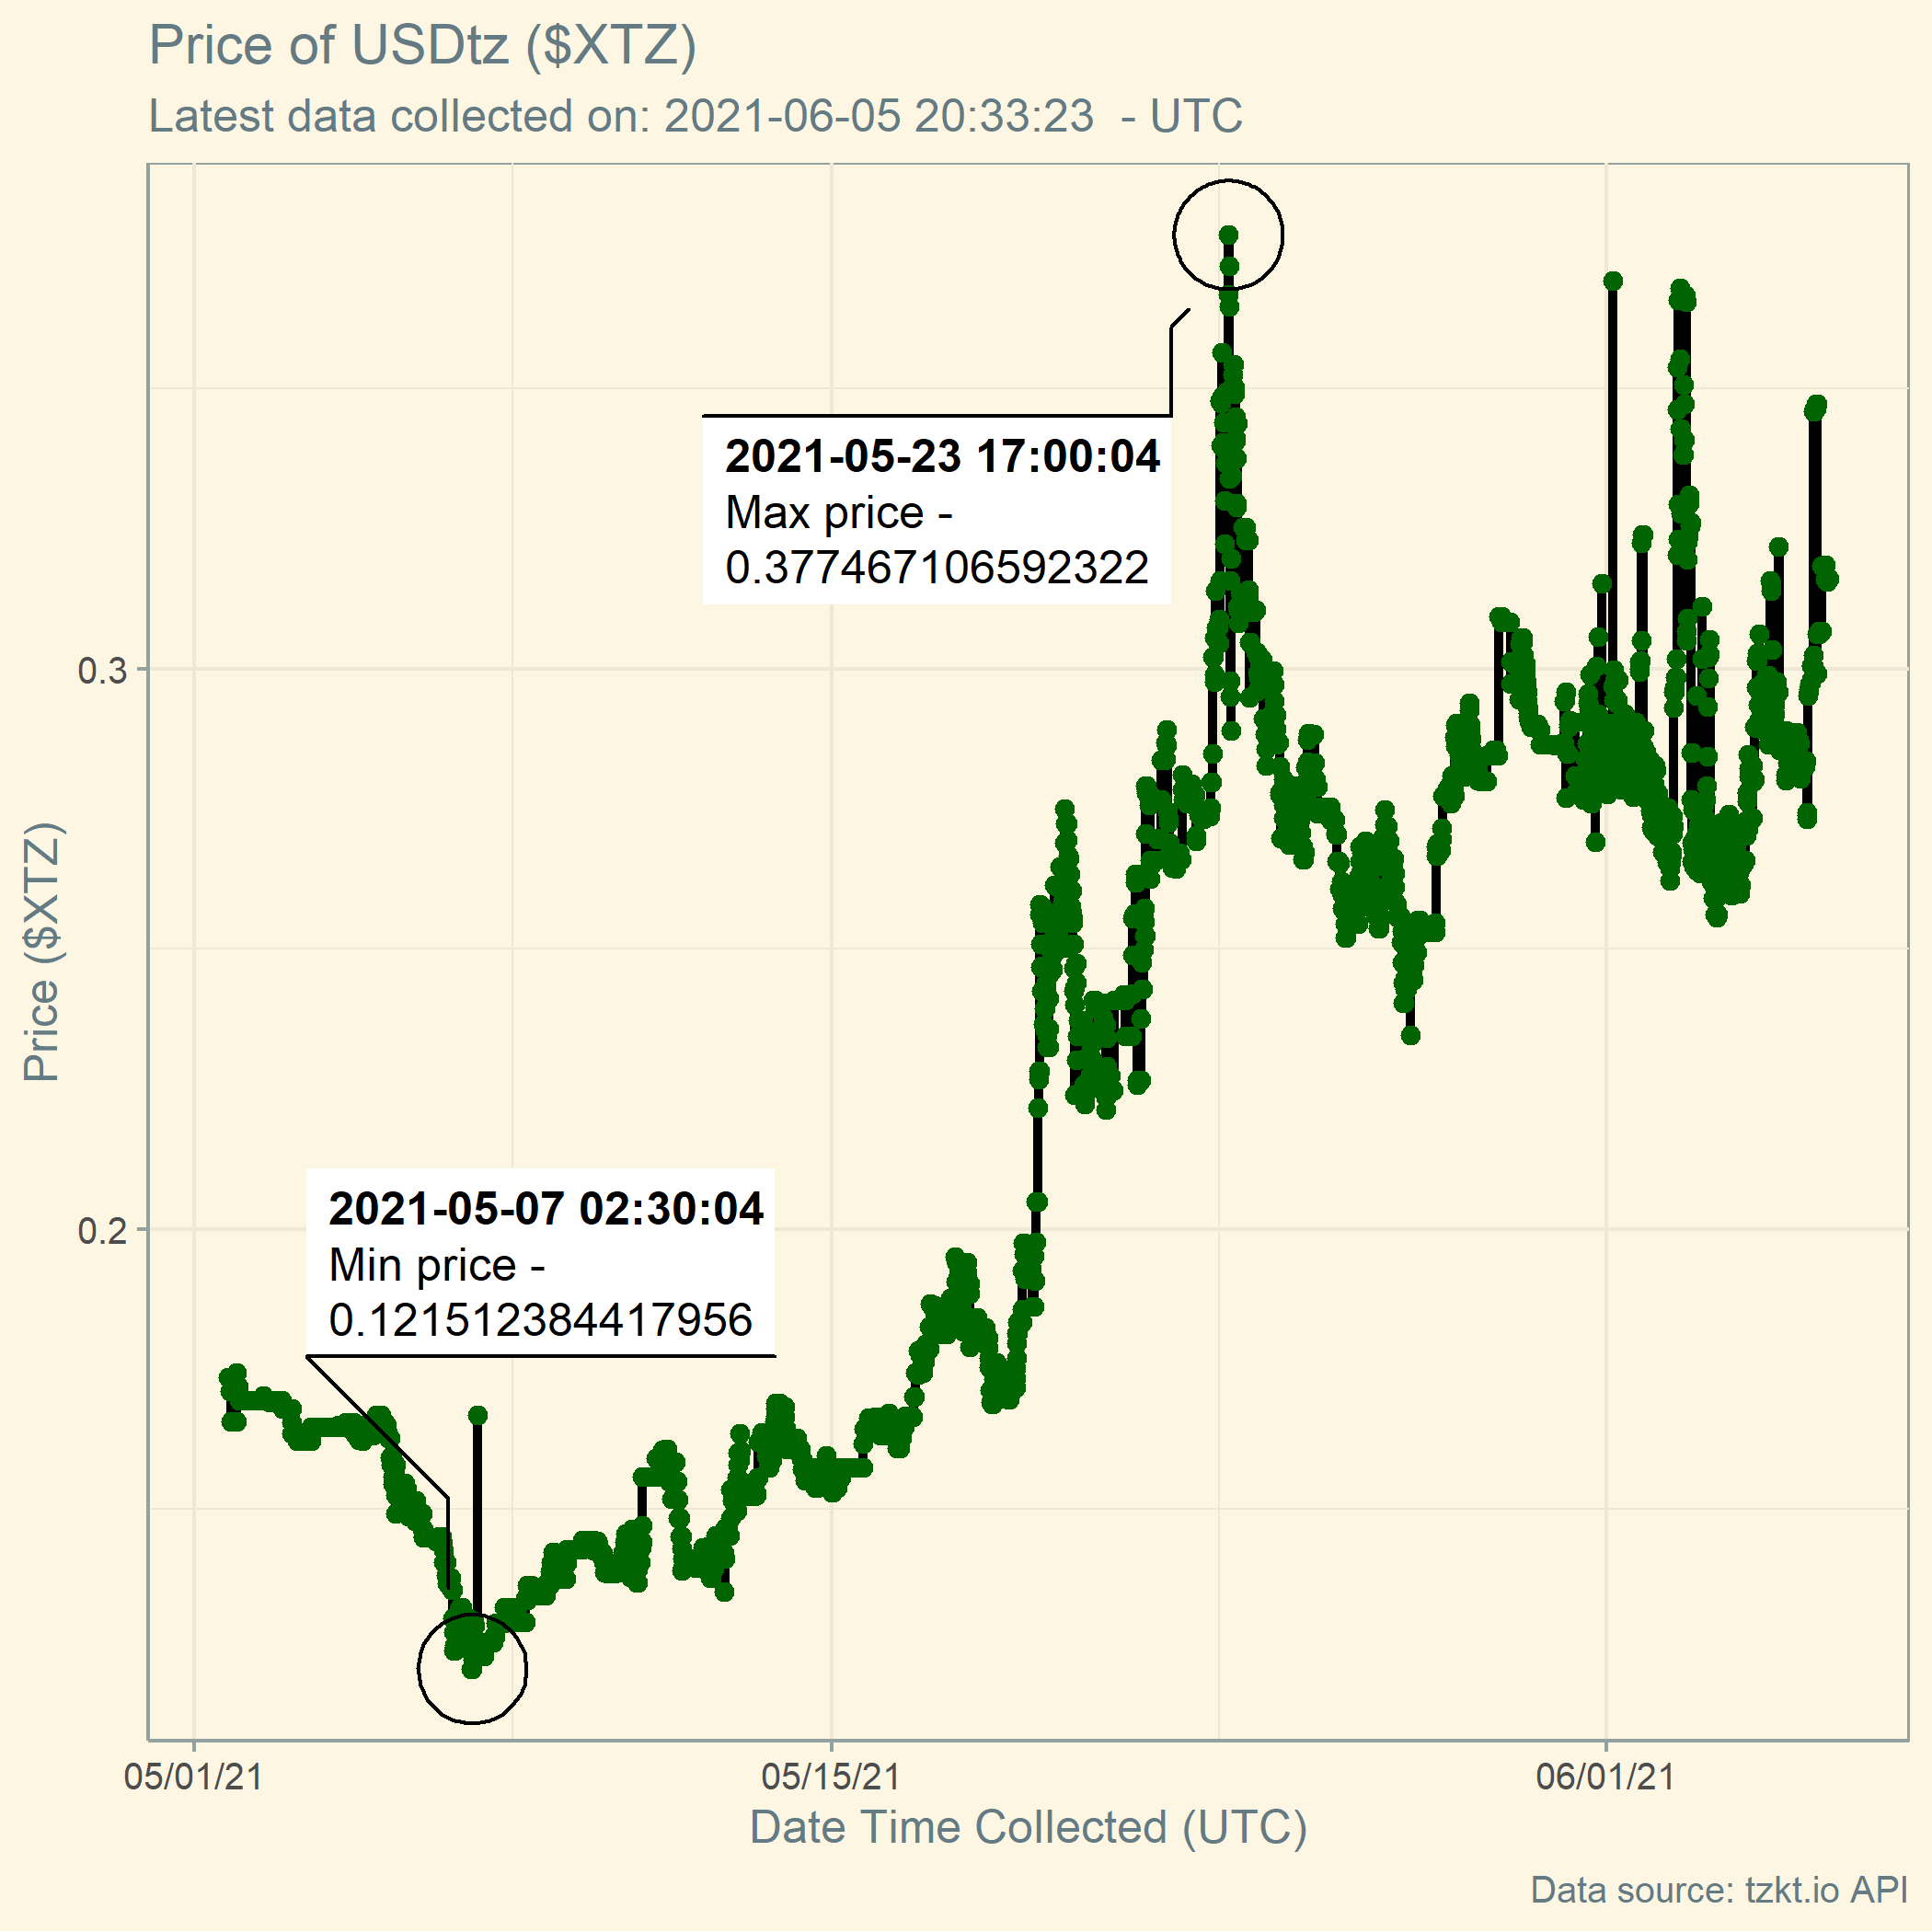 Price of USDtz ($XTZ)
Latest data collected on: 2021-06-05 20:33:23  - UTC
2021-05-23 17:00:04
Max price -
0.377467106592322
0.3
Price ($XTZ)
0.2
2021-05-07 02:30:04
Min price -
0.121512384417956
05/01/21
05/15/21
06/01/21
Date Time Collected (UTC)
Data source: tzkt.io API